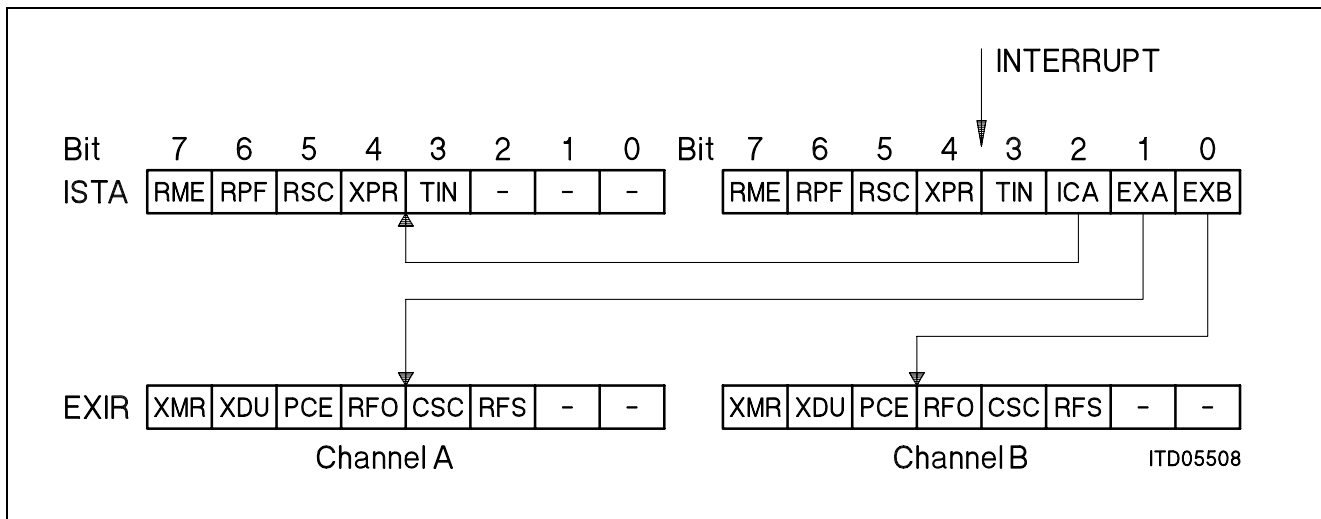 INTERRUPT
Bit 7 6 5 4 3 2 1 0 Bit 7 6 5 4 3 2 1 0
ISTA RME RPF RSC XPR TIN - - - RME RPF RSC XPR TIN ICA EXA EXB
EXIR XMR XDU PCE RFO CSC RFS - - XMR XDU PCE RFO CSC RFS - -
Channel A Channel B ITD05508